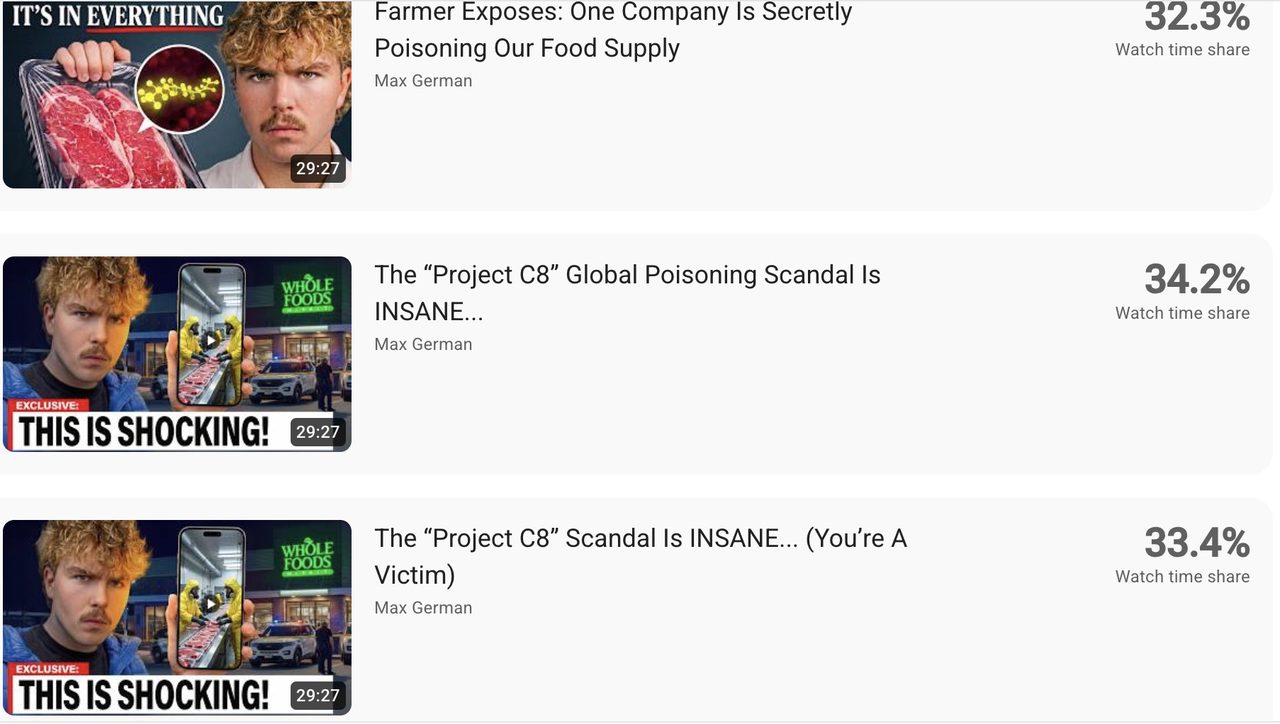 IT'S IN EVERYTHING
29:27
Farmer Exposes: One Company Is Secretly
Poisoning Our Food Supply
Max German
32.3%
Watch time share
WHOLE
FOODS
MARKET
EXCLUSIVE:
THIS IS SHOCKING!
29:27
The “Project C8” Global Poisoning Scandal Is
INSANE...
Max German
34.2%
Watch time share
WHOLE
FOODS
MARKET
EXCLUSIVE:
THIS IS SHOCKING!
29:27
The “Project C8” Scandal Is INSANE... (You’re A
Victim)
Max German
33.4%
Watch time share